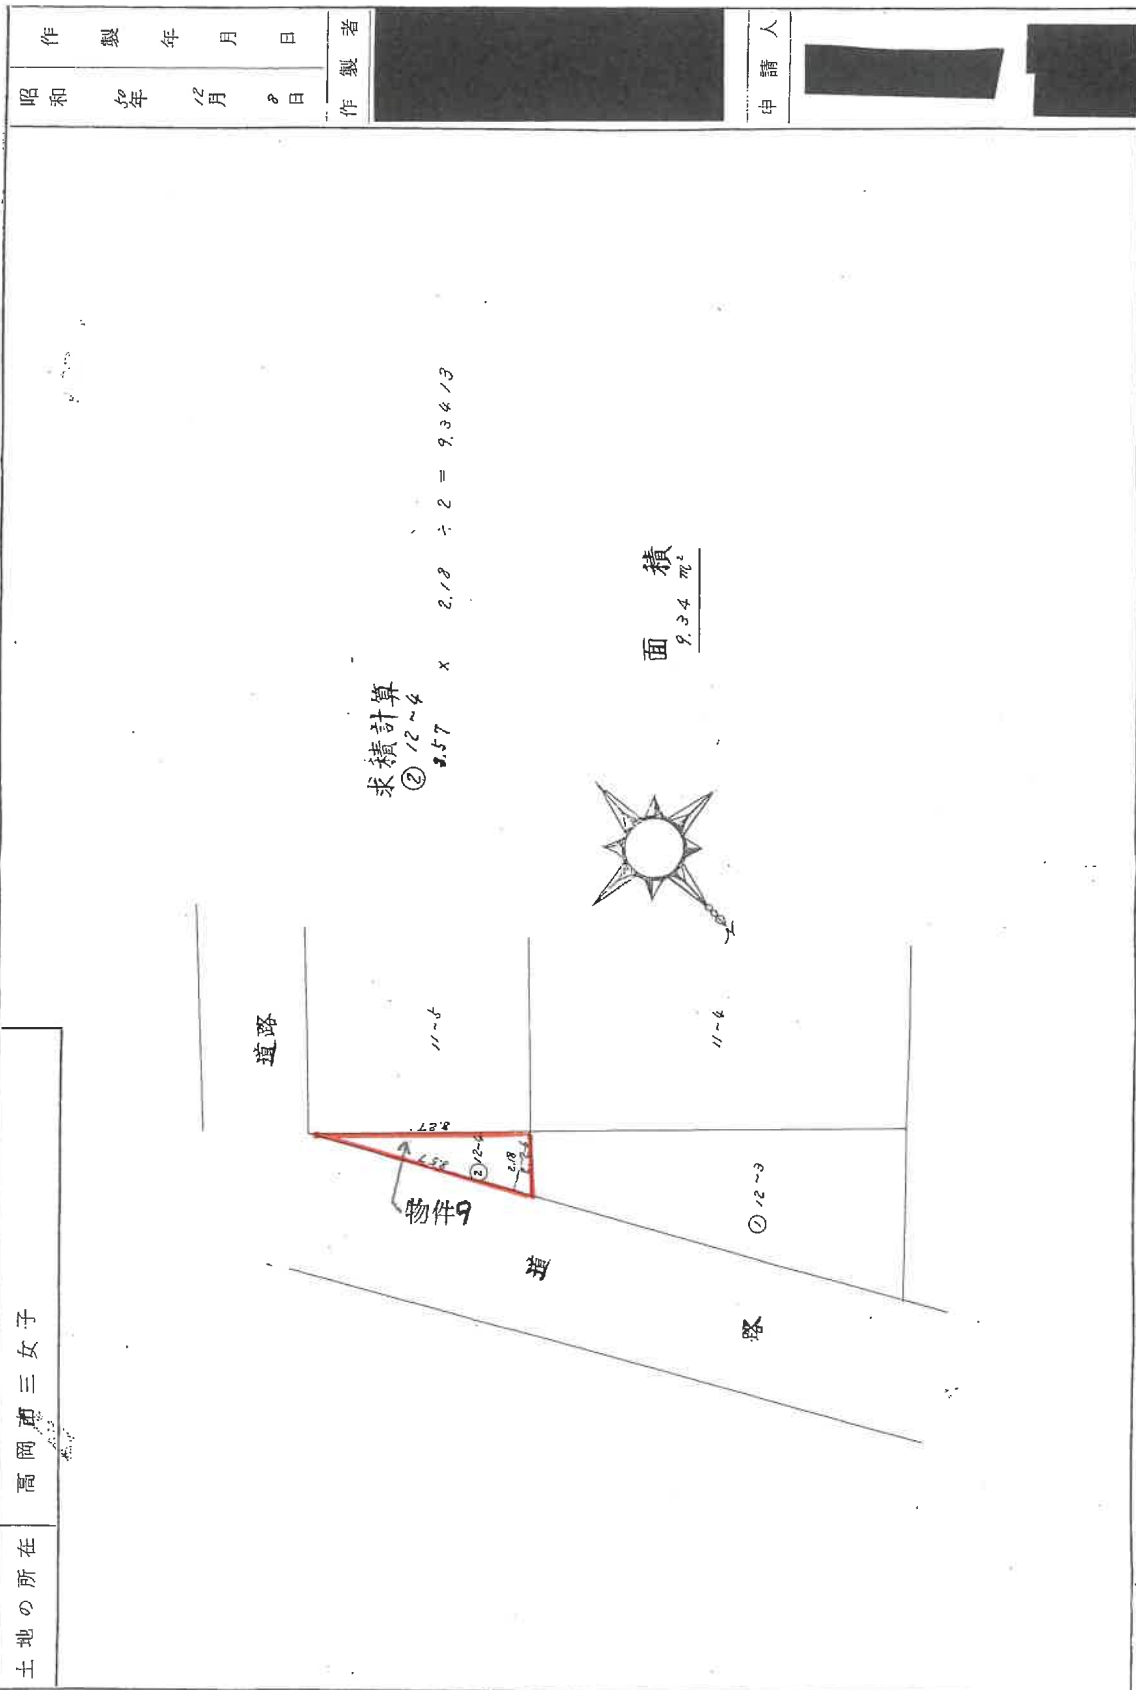 土地の所在
高岡市三女子
道路
11~5
11~4
8.27
8.57
② 12~4
2.18
物件9
① 12~3
道路
求積計算
② 12~4
8.57 × 2.18 ÷ 2 = 9.3413
面積
9.34 m²
作製年月日
昭和50年12月8日
作製者
申請人